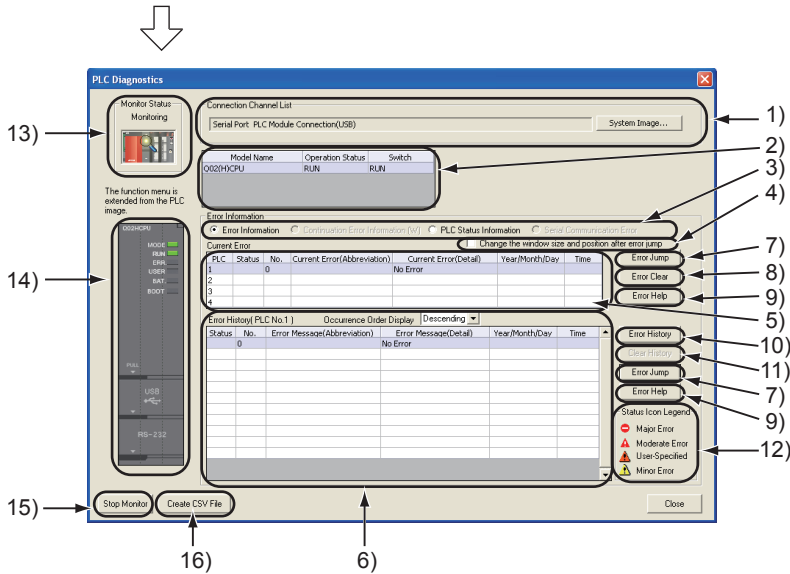 PLC Diagnostics
Monitor Status
Monitoring
Connection Channel List
Serial Port PLC Module Connection(USB)
System Image...
Model Name Operation Status Switch
Q02(H)CPU RUN RUN
The function menu is
extended from the PLC
image.
Q02HCPU
MODE
RUN
ERR.
USER
BAT.
BOOT
PULL
USB
RS-232
Error Information
Error Information Continuation Error Information (W) PLC Status Information Serial Communication Error
Change the window size and position after error jump
Current Error
PLC Status No. Current Error(Abbreviation) Current Error(Detail) Year/Month/Day Time
1 0 No Error
2
3
4
Error Jump
Error Clear
Error Help
Error History( PLC No.1 ) Occurrence Order Display Descending
Status No. Error Message(Abbreviation) Error Message(Detail) Year/Month/Day Time
0 No Error
Error History
Clear History
Error Jump
Error Help
Status Icon Legend
Major Error
Moderate Error
User-Specified
Minor Error
Stop Monitor
Create CSV File
Close
1)
2)
3)
4)
7)
8)
9)
5)
10)
11)
7)
9)
12)
13)
14)
15)
16)
6)